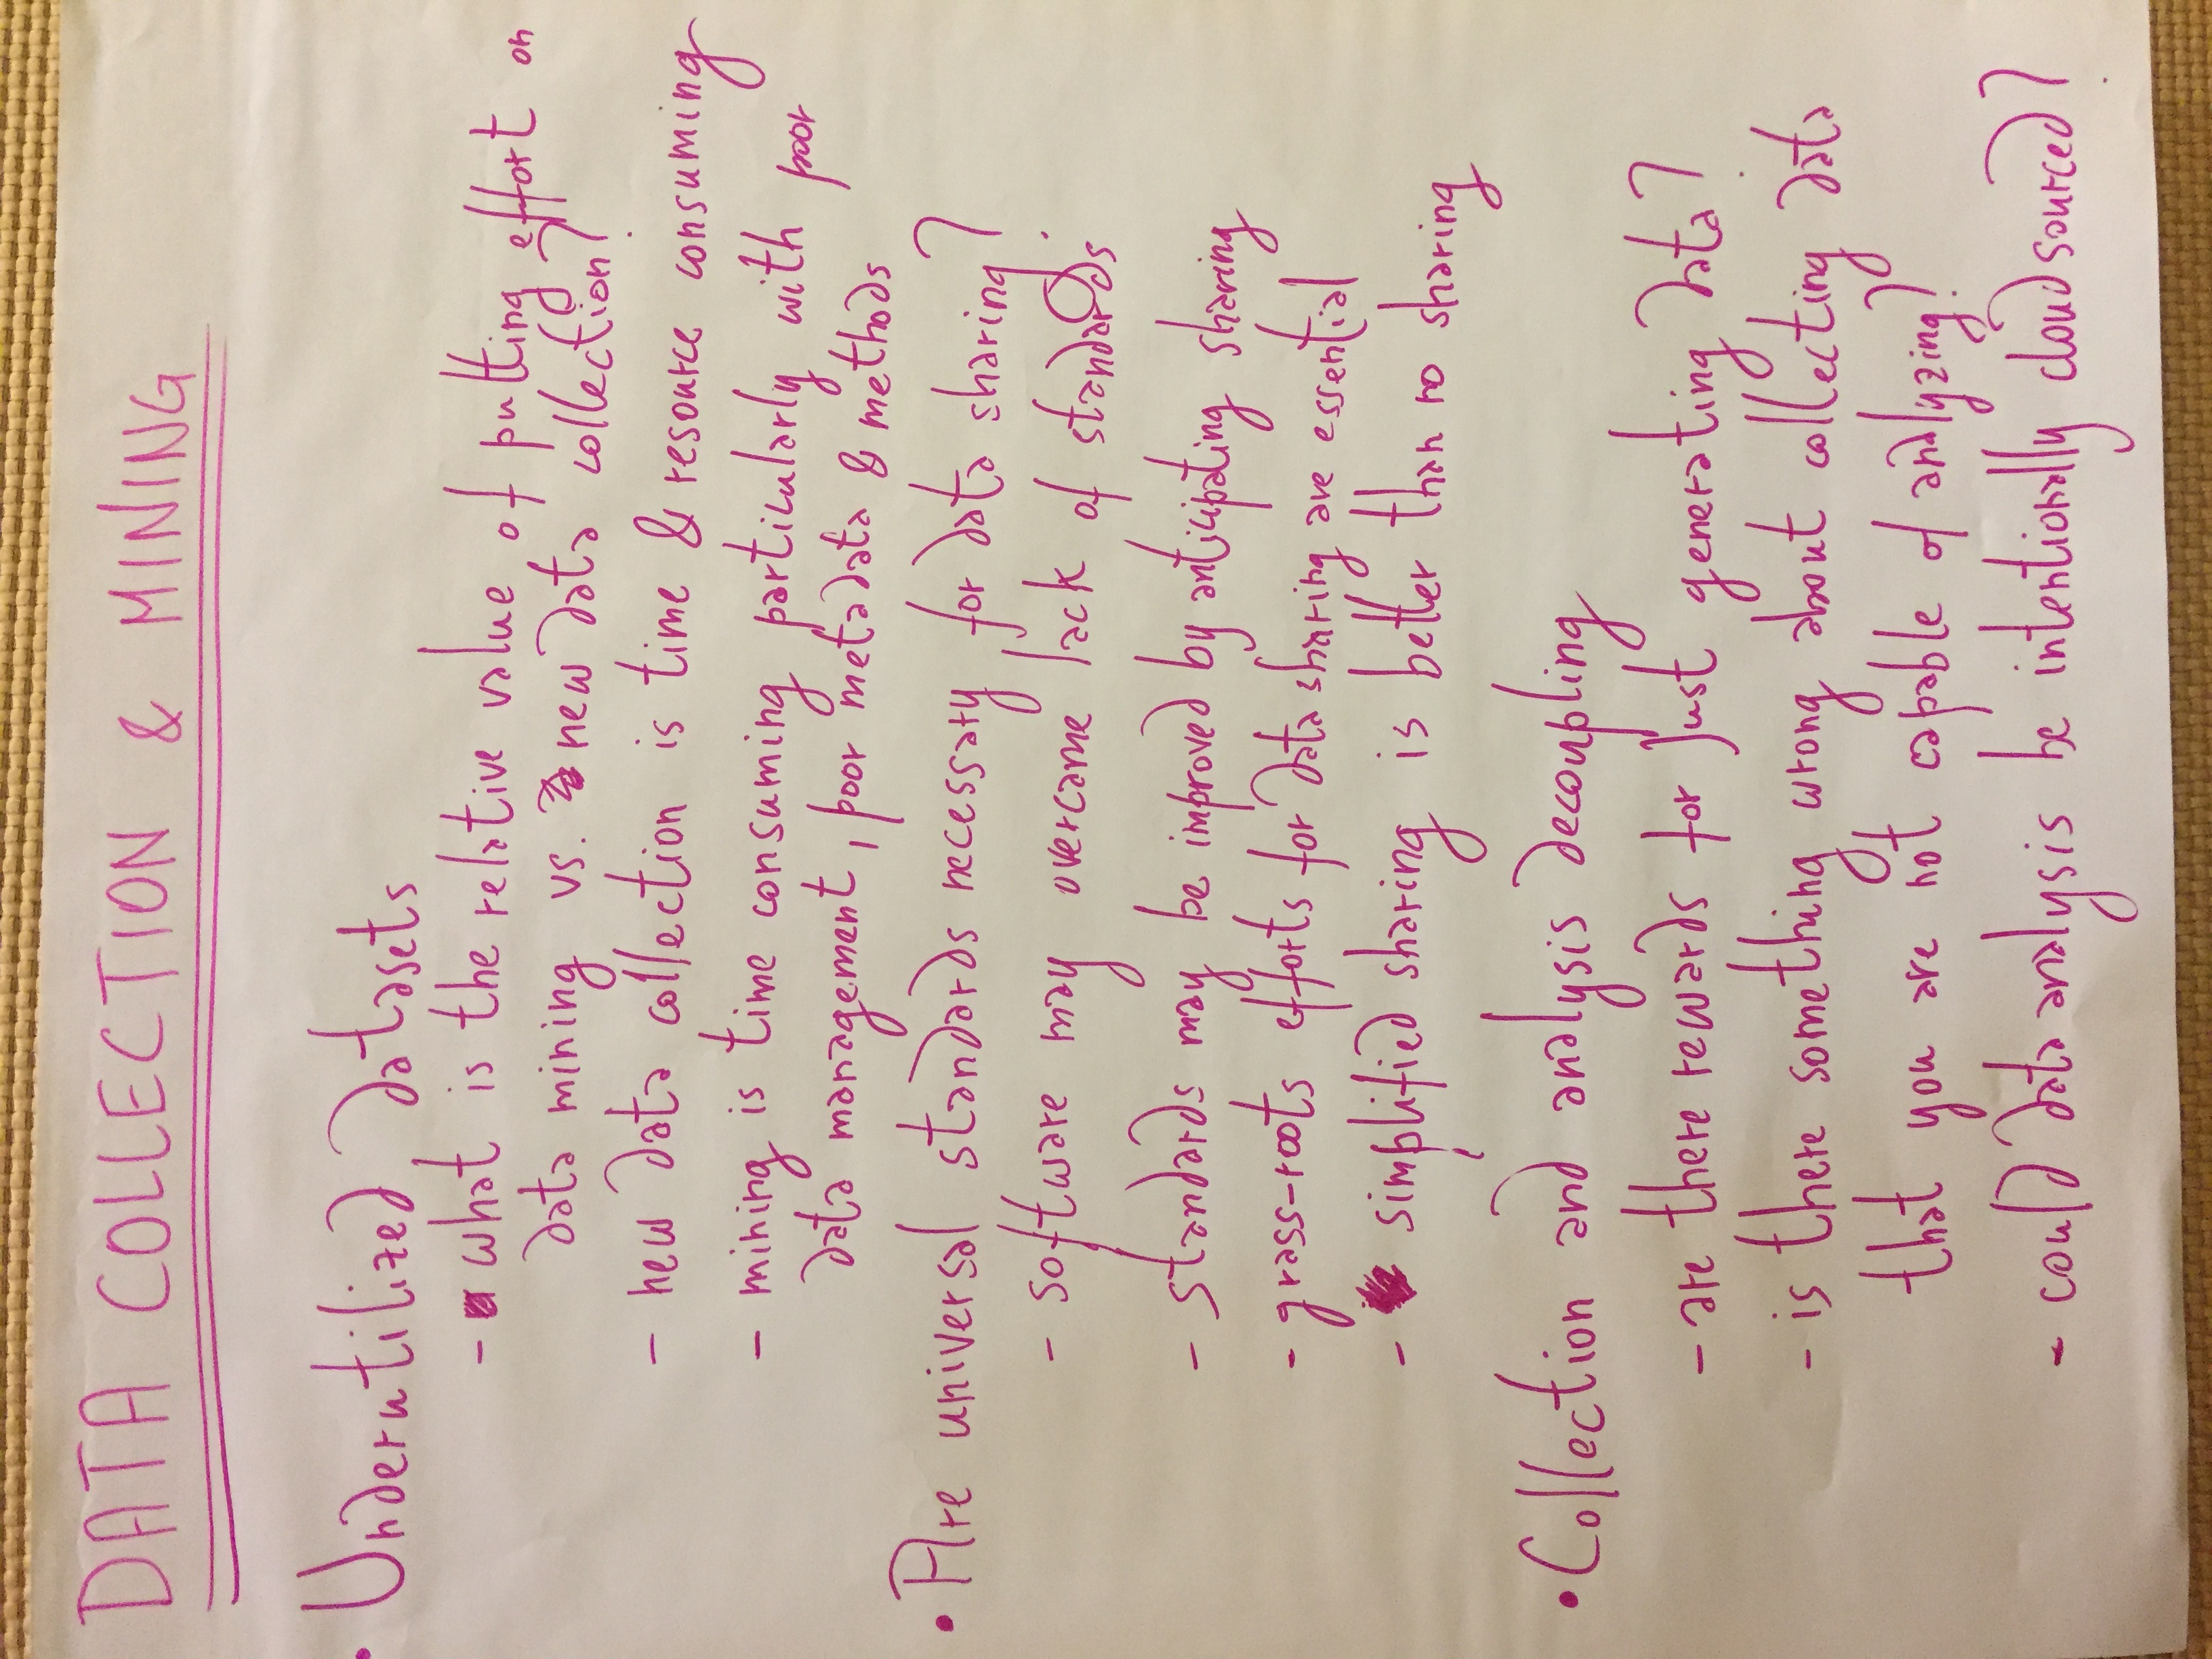 DATA COLLECTION & MINING
• Underutilized datasets
- what is the relative value of putting effort on
data mining vs. new data collection?
- new data collection is time & resource consuming
- mining is time consuming particularly with poor
data management, poor metadata & methods
• Are universal standards necessary for data sharing?
- software may overcame lack of standards
- standards may be improved by anticipating sharing
- grass-roots efforts for data sharing are essential
- simplified sharing is better than no sharing
• Collection and analysis decoupling
- are there rewards for just generating data?
- is there something wrong about collecting data
that you are not capable of analyzing?
- could data analysis be intentionally cloudsourced?